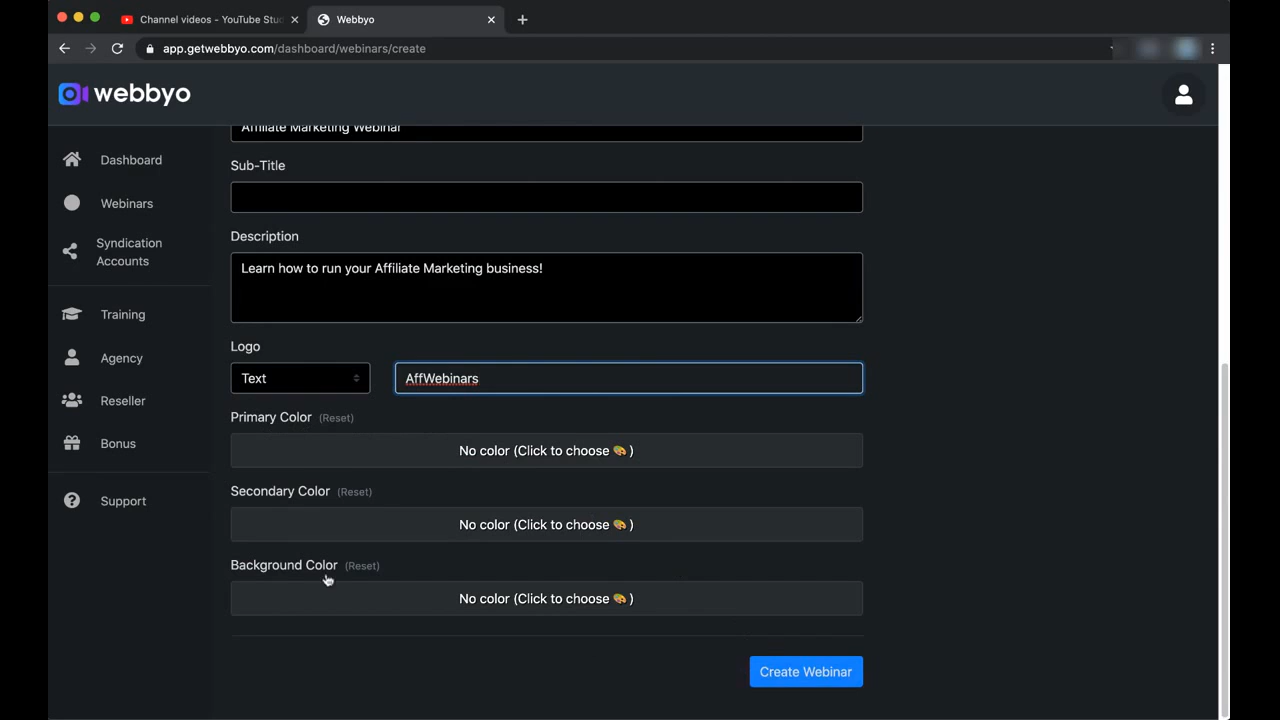 Channel videos - YouTube Stud
Webbyo
app.getwebbyo.com/dashboard/webinars/create
webbyo
Affiliate Marketing Webinar
Dashboard
Sub-Title
Webinars
Description
Syndication
Accounts
Learn how to run your Affiliate Marketing business!
Training
Logo
Agency
Text
AffWebinars
Reseller
Primary Color (Reset)
Bonus
No color (Click to choose 🎨 )
Secondary Color (Reset)
Support
No color (Click to choose 🎨 )
Background Color (Reset)
No color (Click to choose 🎨 )
Create Webinar